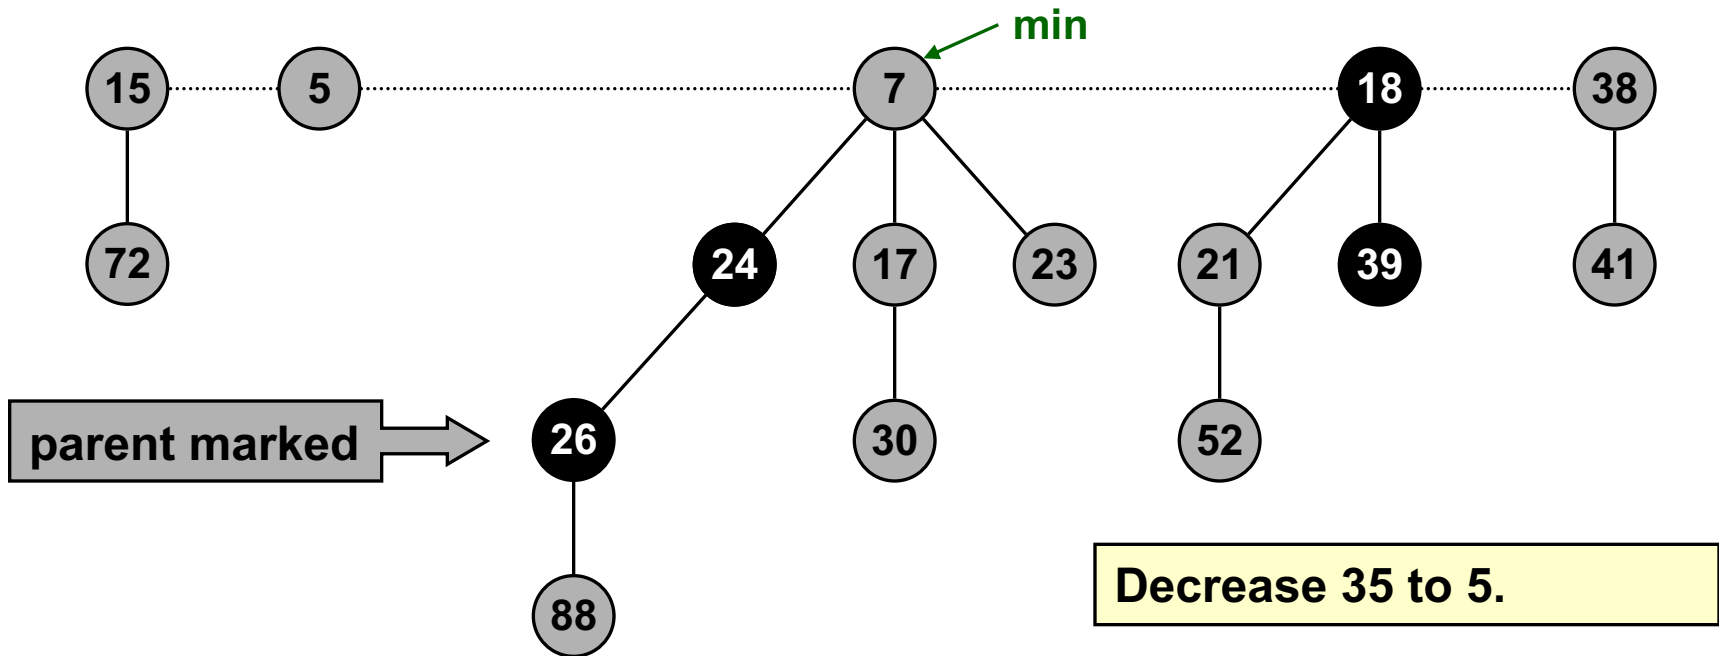 min
15 5 7 18 38
72 24 17 23 21 39 41
parent marked 26 30 52
88
Decrease 35 to 5.